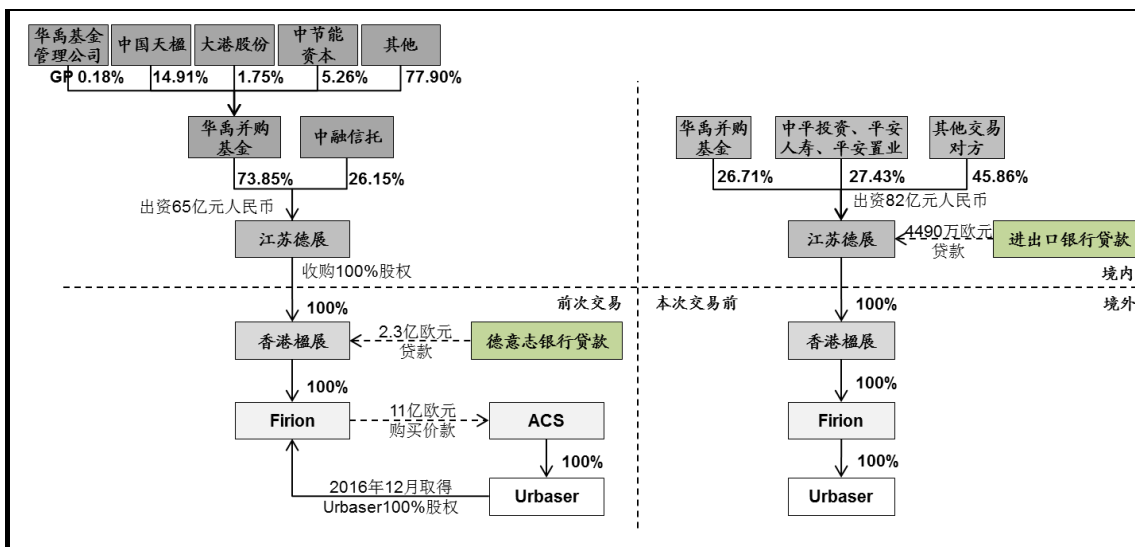 华禹基金
管理公司
中国天楹
大港股份
中节能
资本
其他
GP 0.18%
14.91%
1.75%
5.26%
77.90%
华禹并购
基金
中融信托
73.85%
26.15%
出资65亿元人民币
江苏德展
收购100%股权
100%
前次交易
香港楹展
2.3亿欧元
贷款
德意志银行贷款
100%
Firion
11亿欧元
购买价款
ACS
100%
2016年12月取得
Urbaser100%股权
Urbaser
华禹并购
基金
中平投资、平安
人寿、平安置业
其他交易
对方
26.71%
27.43%
45.86%
出资82亿元人民币
江苏德展
4490万欧元
贷款
进出口银行贷款
境内
本次交易前
100%
境外
香港楹展
100%
Firion
100%
Urbaser